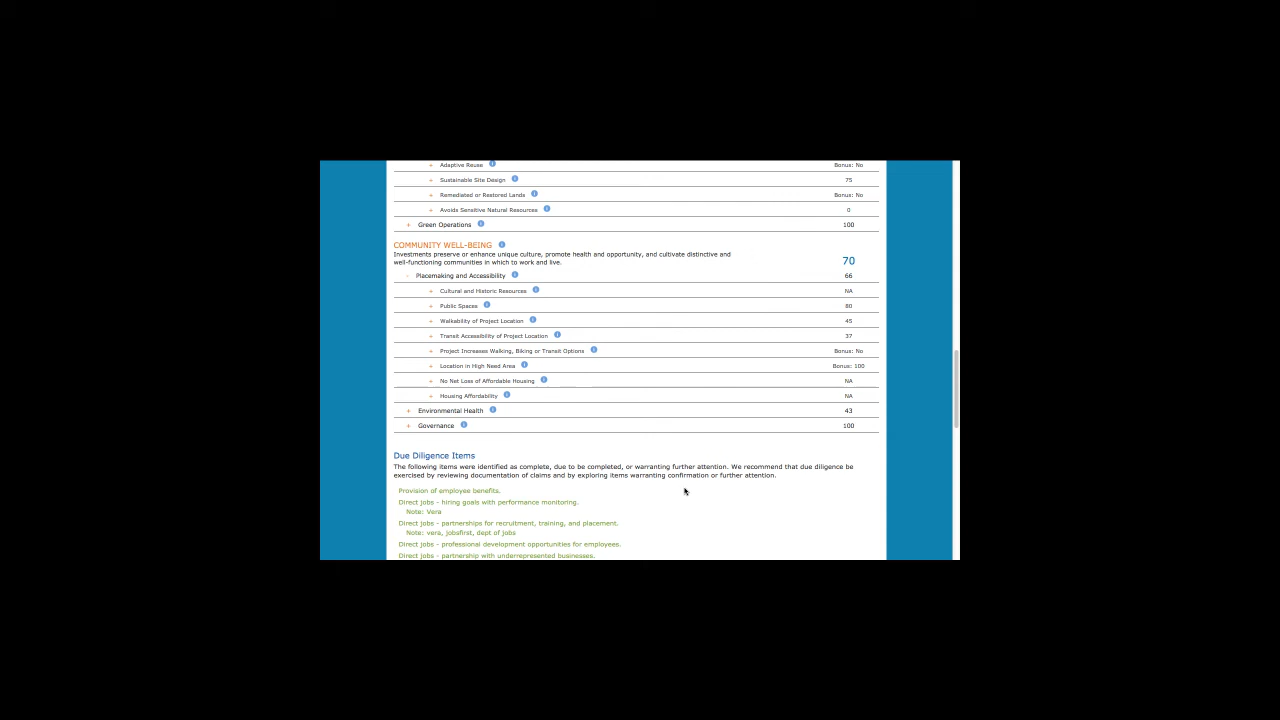 + Adaptive Reuse i Bonus: No
+ Sustainable Site Design i 75
+ Remediated or Restored Lands i Bonus: No
+ Avoids Sensitive Natural Resources i 0
+ Green Operations i 100
COMMUNITY WELL-BEING i
Investments preserve or enhance unique culture, promote health and opportunity, and cultivate distinctive and
well-functioning communities in which to work and live. 70
- Placemaking and Accessibility i 66
+ Cultural and Historic Resources i NA
+ Public Spaces i 80
+ Walkability of Project Location i 45
+ Transit Accessibility of Project Location i 37
+ Project Increases Walking, Biking or Transit Options i Bonus: No
+ Location in High Need Area i Bonus: 100
+ No Net Loss of Affordable Housing i NA
+ Housing Affordability i NA
+ Environmental Health i 43
+ Governance i 100
Due Diligence Items
The following items were identified as complete, due to be completed, or warranting further attention. We recommend that due diligence be
exercised by reviewing documentation of claims and by exploring items warranting confirmation or further attention.
Provision of employee benefits.
Direct jobs - hiring goals with performance monitoring.
Note: Vera
Direct jobs - partnerships for recruitment, training, and placement.
Note: vera, jobsfirst, dept of jobs
Direct jobs - professional development opportunities for employees.
Direct jobs - partnership with underrepresented businesses.